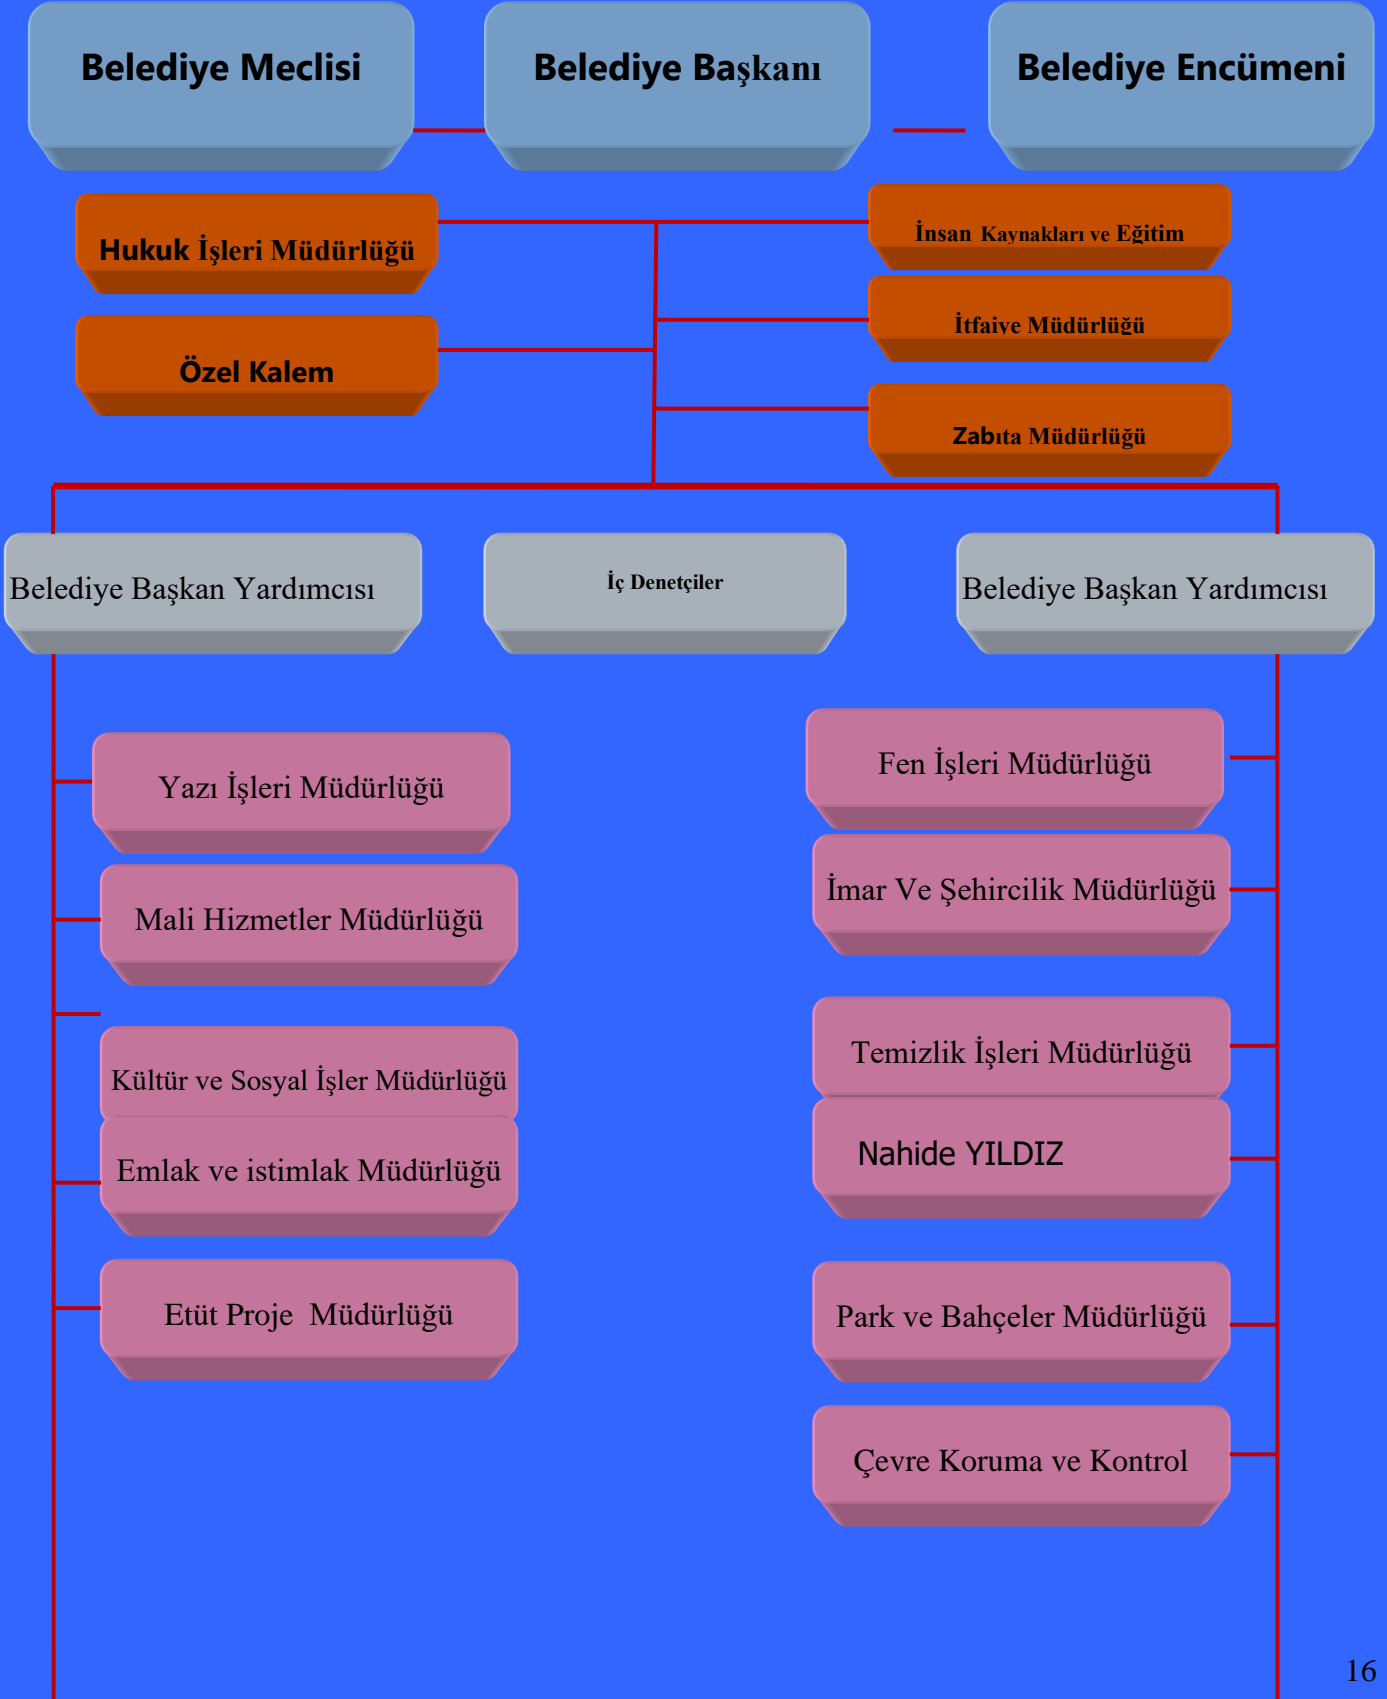 Belediye Meclisi
Belediye Başkanı
Belediye Encümeni
Hukuk İşleri Müdürlüğü
İnsan Kaynakları ve Eğitim
İtfaiye Müdürlüğü
Özel Kalem
Zabıta Müdürlüğü
Belediye Başkan Yardımcısı
İç Denetçiler
Belediye Başkan Yardımcısı
Yazı İşleri Müdürlüğü
Mali Hizmetler Müdürlüğü
Kültür ve Sosyal İşler Müdürlüğü
Emlak ve istimlak Müdürlüğü
Etüt Proje  Müdürlüğü
Fen İşleri Müdürlüğü
İmar Ve Şehircilik Müdürlüğü
Temizlik İşleri Müdürlüğü
Nahide YILDIZ
Park ve Bahçeler Müdürlüğü
Çevre Koruma ve Kontrol
16